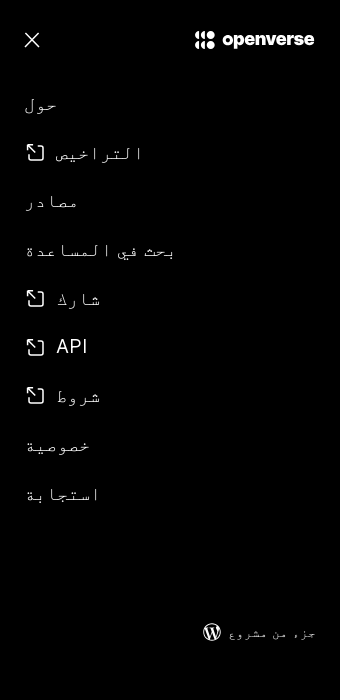 openverse
حول
التراخيص
مصادر
بحث في المساعدة
شارك
API
شروط
خصوصية
استجابة
جزء من مشروع